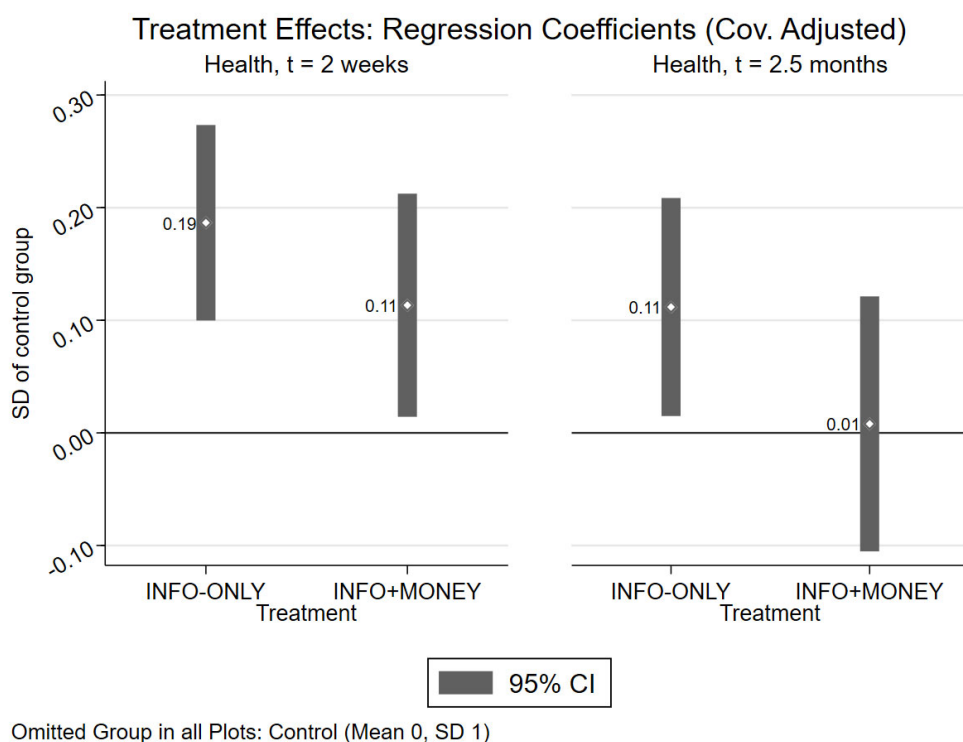 Treatment Effects: Regression Coefficients (Cov. Adjusted)
Health, t = 2 weeks
Health, t = 2.5 months
SD of control group
0.30
0.20
0.10
0.00
-0.10
0.19
0.11
0.11
0.01
INFO-ONLY
INFO+MONEY
INFO-ONLY
INFO+MONEY
Treatment
Treatment
95% CI
Omitted Group in all Plots: Control (Mean 0, SD 1)